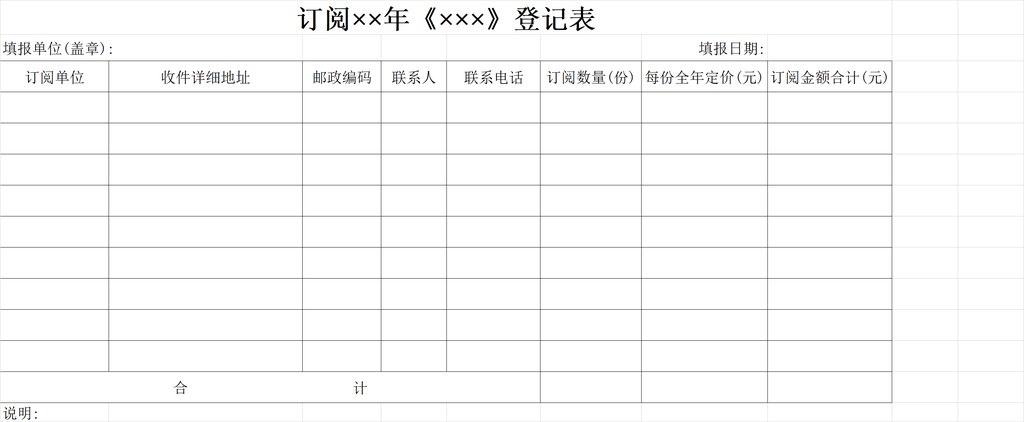 订阅××年《×××》登记表
填报单位(盖章): 填报日期:
订阅单位 收件详细地址 邮政编码 联系人 联系电话 订阅数量(份) 每份全年定价(元) 订阅金额合计(元)
合 计
说明: